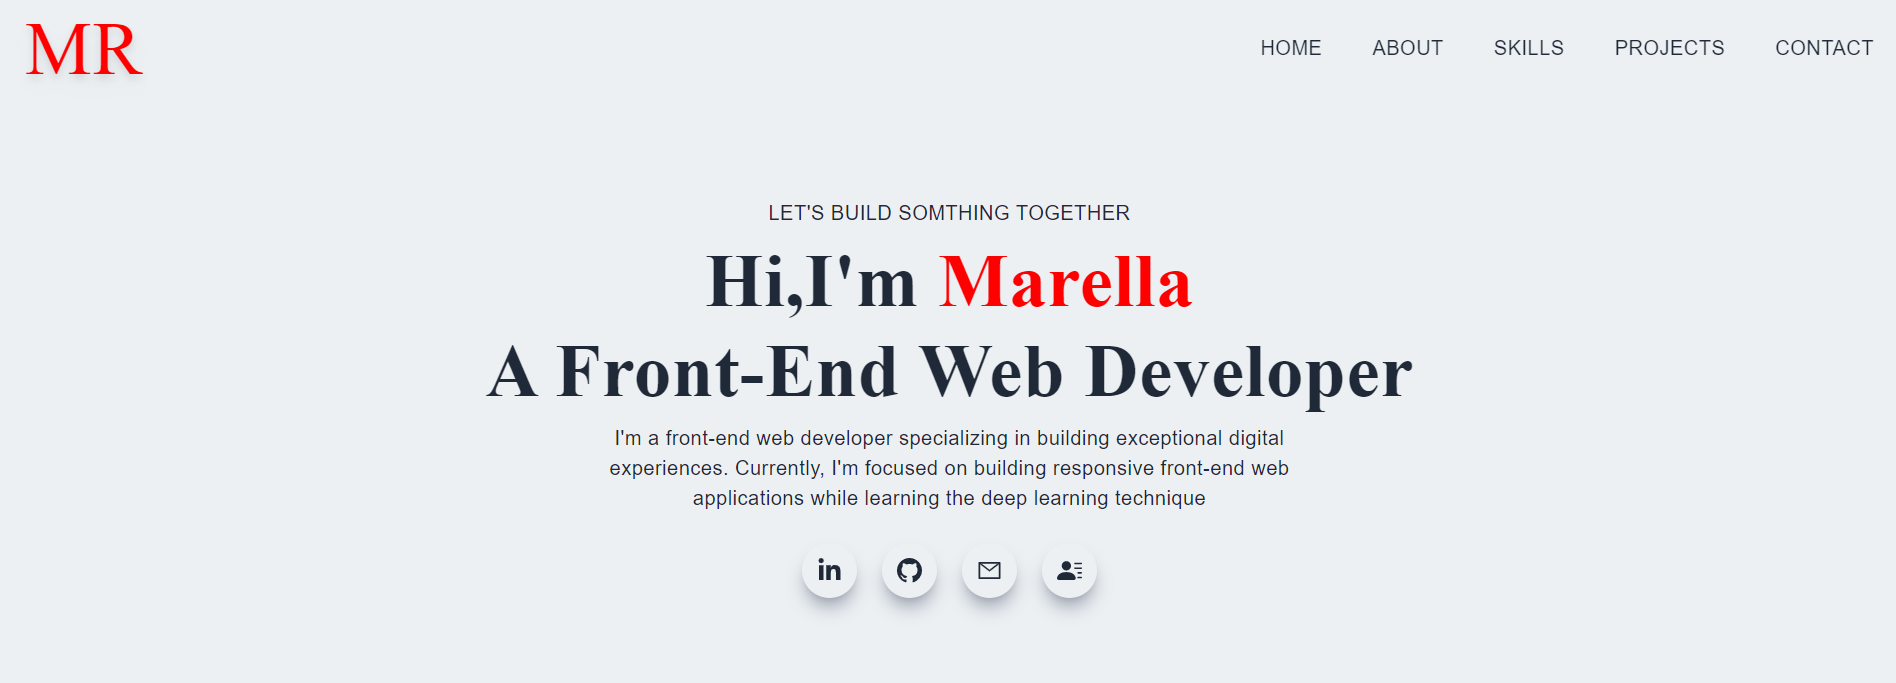 MR
HOME ABOUT SKILLS PROJECTS CONTACT
LET'S BUILD SOMTHING TOGETHER
Hi,I'm Marella
A Front-End Web Developer
I'm a front-end web developer specializing in building exceptional digital
experiences. Currently, I'm focused on building responsive front-end web
applications while learning the deep learning technique
in